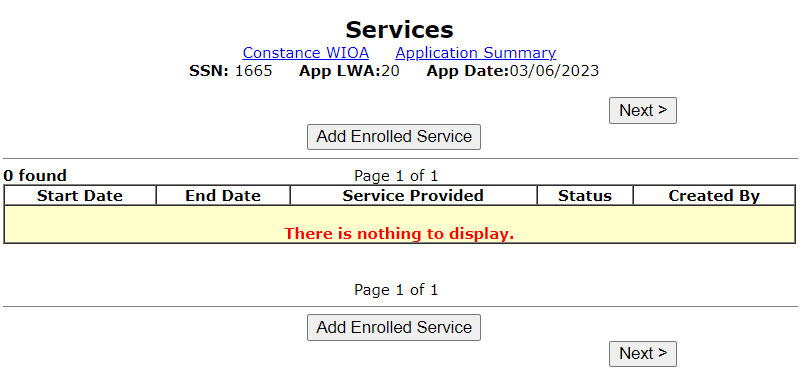 Services
Constance WIOA Application Summary
SSN: 1665 App LWA:20 App Date:03/06/2023
Next >
Add Enrolled Service
0 found Page 1 of 1
Start Date End Date Service Provided Status Created By
There is nothing to display.
Page 1 of 1
Add Enrolled Service
Next >